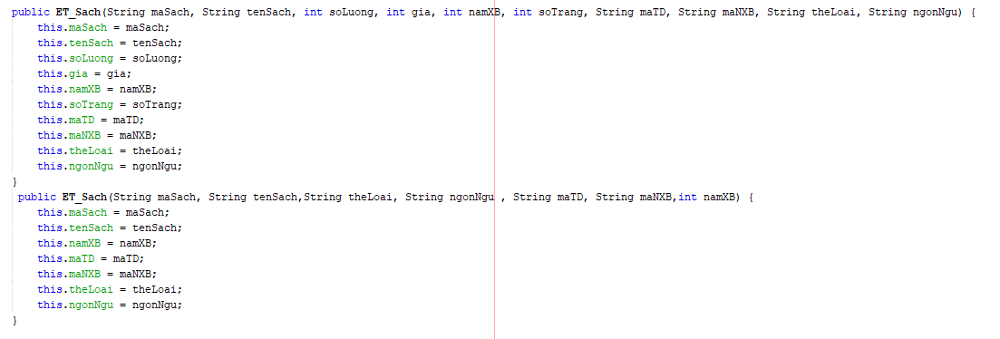 public ET_Sach(String maSach, String tenSach, int soLuong, int gia, int namXB, int soTrang, String maTD, String maNXB, String theLoai, String ngonNgu) {
this.maSach = maSach;
this.tenSach = tenSach;
this.soLuong = soLuong;
this.gia = gia;
this.namXB = namXB;
this.soTrang = soTrang;
this.maTD = maTD;
this.maNXB = maNXB;
this.theLoai = theLoai;
this.ngonNgu = ngonNgu;
}
public ET_Sach(String maSach, String tenSach,String theLoai, String ngonNgu , String maTD, String maNXB,int namXB) {
this.maSach = maSach;
this.tenSach = tenSach;
this.namXB = namXB;
this.maTD = maTD;
this.maNXB = maNXB;
this.theLoai = theLoai;
this.ngonNgu = ngonNgu;
}